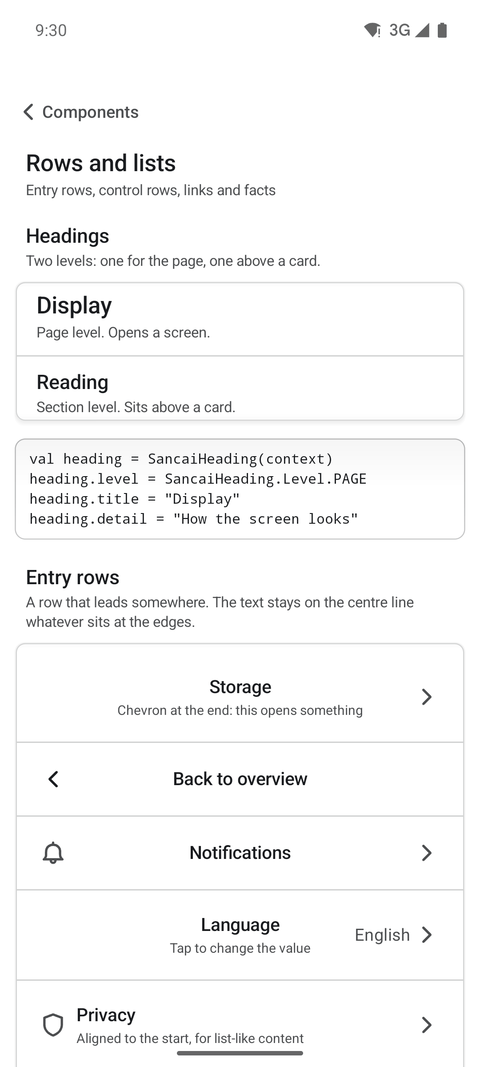 9:30
3G
Components
Rows and lists
Entry rows, control rows, links and facts
Headings
Two levels: one for the page, one above a card.
Display
Page level. Opens a screen.
Reading
Section level. Sits above a card.
val heading = SancaiHeading(context)
heading.level = SancaiHeading.Level.PAGE
heading.title = "Display"
heading.detail = "How the screen looks"
Entry rows
A row that leads somewhere. The text stays on the centre line
whatever sits at the edges.
Storage
Chevron at the end: this opens something
Back to overview
Notifications
Language
Tap to change the value
English
Privacy
Aligned to the start, for list-like content